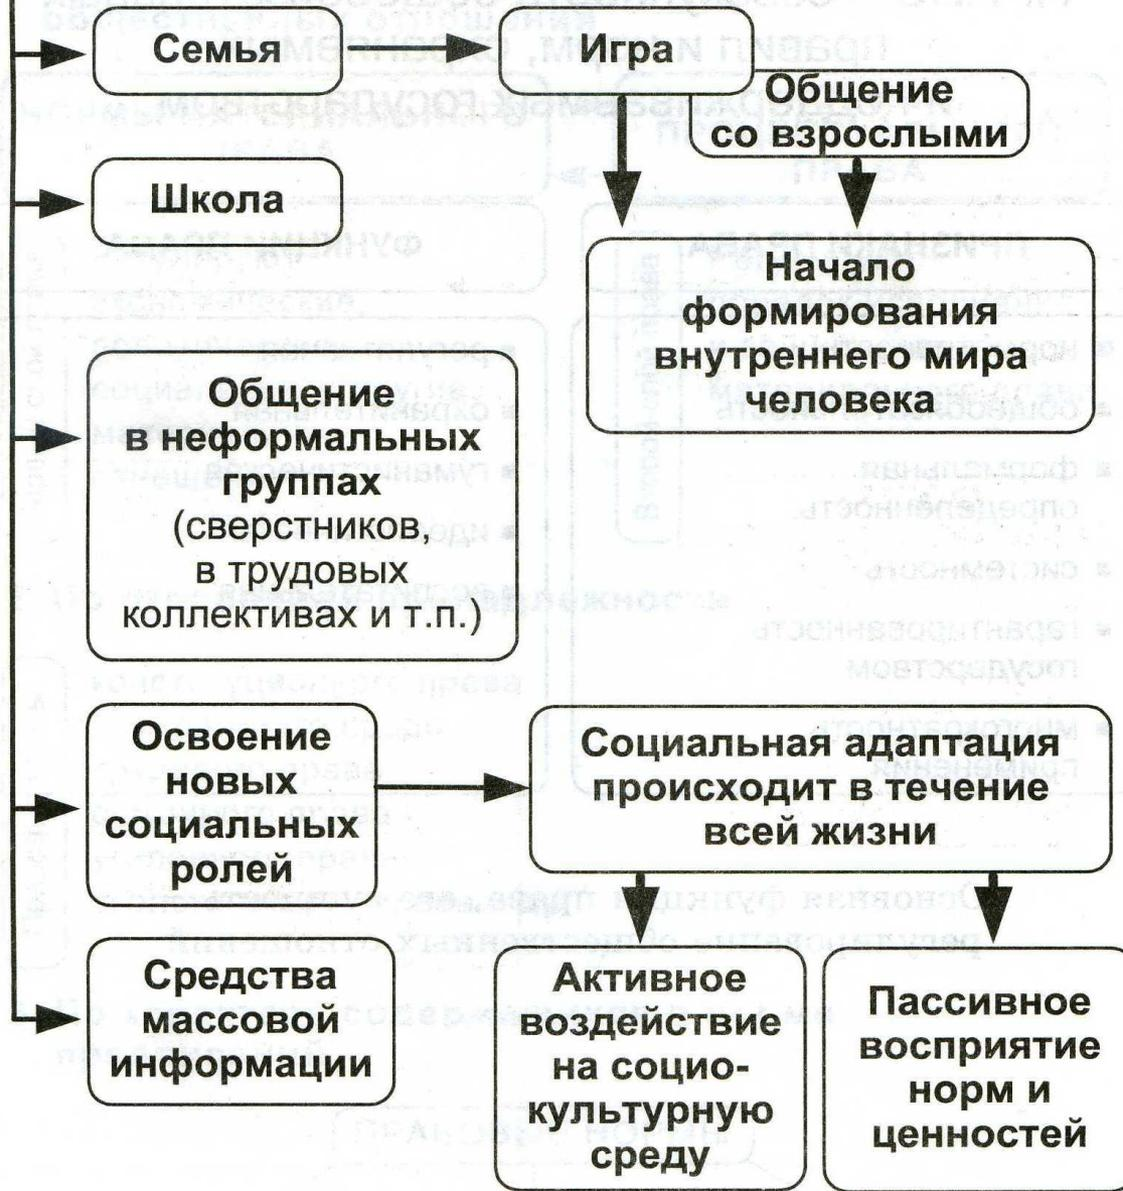 Семья
Игра
Общение
со взрослыми
Школа
Начало
формирования
внутреннего мира
человека
Общение
в неформальных
группах
(сверстников,
в трудовых
коллективах и т.п.)
Освоение
новых
социальных
ролей
Социальная адаптация
происходит в течение
всей жизни
Средства
массовой
информации
Активное
воздействие
на социо-
культурную
среду
Пассивное
восприятие
норм и
ценностей